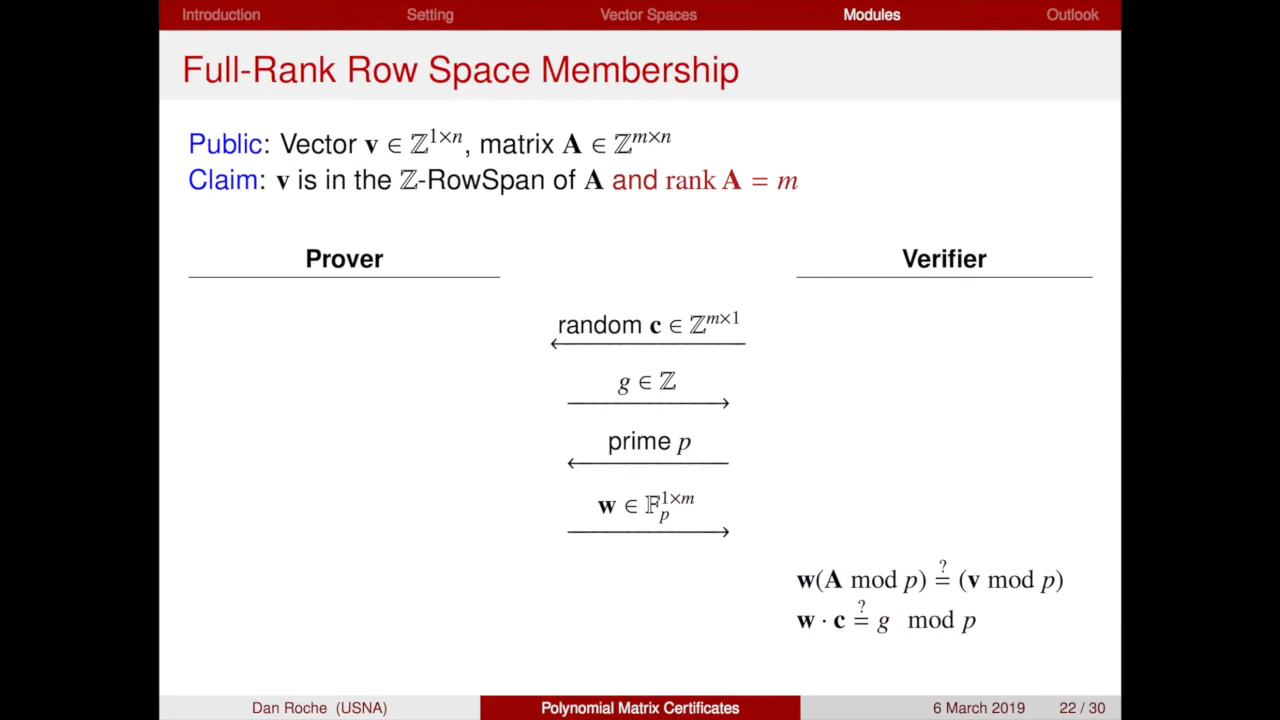 Introduction Setting Vector Spaces Modules Outlook
Full-Rank Row Space Membership
Public: Vector v ∈ ℤ^{1×n}, matrix A ∈ ℤ^{m×n}
Claim: v is in the ℤ-RowSpan of A and rank A = m
Prover Verifier
random c ∈ ℤ^{m×1}
g ∈ ℤ
prime p
w ∈ 𝔽_p^{1×m}
w(A mod p) =? (v mod p)
w · c =? g mod p
Dan Roche (USNA) Polynomial Matrix Certificates 6 March 2019 22 / 30